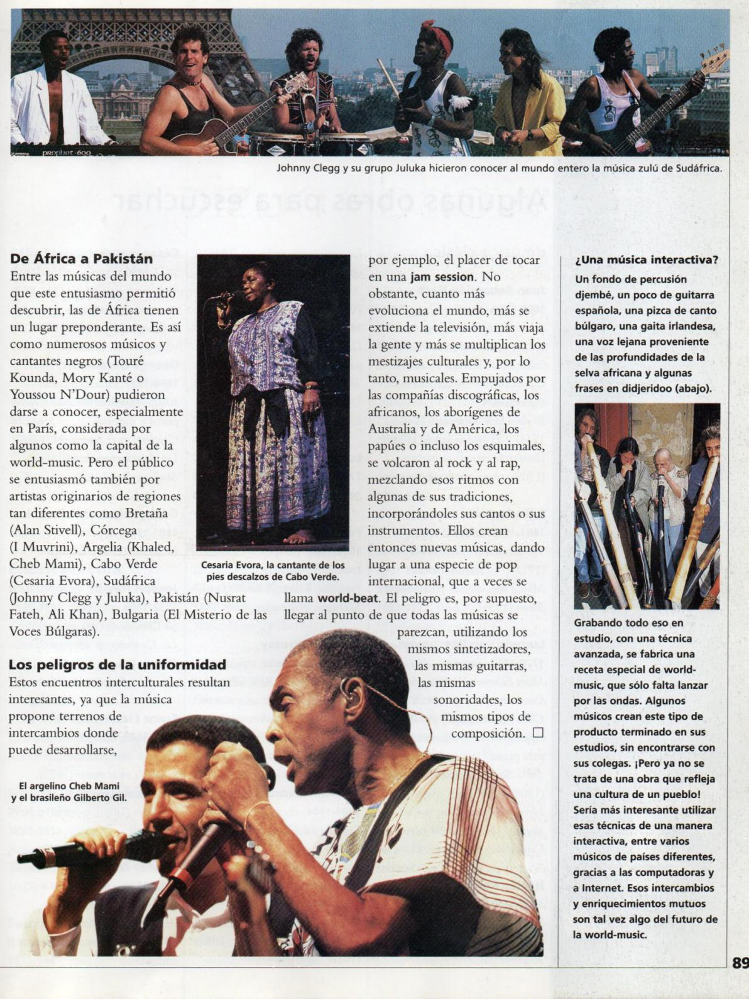 prophet-600
Johnny Clegg y su grupo Juluka hicieron conocer al mundo entero la música zulú de Sudáfrica.
De África a Pakistán
Entre las músicas del mundo
que este entusiasmo permitió
descubrir, las de África tienen
un lugar preponderante. Es así
como numerosos músicos y
cantantes negros (Touré
Kounda, Mory Kanté o
Youssou N'Dour) pudieron
darse a conocer, especialmente
en París, considerada por
algunos como la capital de la
world-music. Pero el público
se entusiasmó también por
artistas originarios de regiones
tan diferentes como Bretaña
(Alan Stivell), Córcega
(I Muvrini), Argelia (Khaled,
Cheb Mami), Cabo Verde
(Cesaria Evora), Sudáfrica
(Johnny Clegg y Juluka), Pakistán (Nusrat
Fateh, Ali Khan), Bulgaria (El Misterio de las
Voces Búlgaras).
Los peligros de la uniformidad
Estos encuentros interculturales resultan
interesantes, ya que la música
propone terrenos de
intercambios donde
puede desarrollarse,
El argelino Cheb Mami
y el brasileño Gilberto Gil.
Cesaria Evora, la cantante de los
pies descalzos de Cabo Verde.
por ejemplo, el placer de tocar
en una jam session. No
obstante, cuanto más
evoluciona el mundo, más se
extiende la televisión, más viaja
la gente y más se multiplican los
mestizajes culturales y, por lo
tanto, musicales. Empujados por
las compañías discográficas, los
africanos, los aborígenes de
Australia y de América, los
papúes o incluso los esquimales,
se volcaron al rock y al rap,
mezclando esos ritmos con
algunas de sus tradiciones,
incorporándoles sus cantos o sus
instrumentos. Ellos crean
entonces nuevas músicas, dando
lugar a una especie de pop
internacional, que a veces se
llama world-beat. El peligro es, por supuesto,
llegar al punto de que todas las músicas se
parezcan, utilizando los
mismos sintetizadores,
las mismas guitarras,
las mismas
sonoridades, los
mismos tipos de
composición. □
¿Una música interactiva?
Un fondo de percusión
djembé, un poco de guitarra
española, una pizca de canto
búlgaro, una gaita irlandesa,
una voz lejana proveniente
de las profundidades de la
selva africana y algunas
frases en didjeridoo (abajo).
Grabando todo eso en
estudio, con una técnica
avanzada, se fabrica una
receta especial de world-
music, que sólo falta lanzar
por las ondas. Algunos
músicos crean este tipo de
producto terminado en sus
estudios, sin encontrarse con
sus colegas. ¡Pero ya no se
trata de una obra que refleja
una cultura de un pueblo!
Sería más interesante utilizar
esas técnicas de una manera
interactiva, entre varios
músicos de países diferentes,
gracias a las computadoras y
a Internet. Esos intercambios
y enriquecimientos mutuos
son tal vez algo del futuro de
la world-music.
89